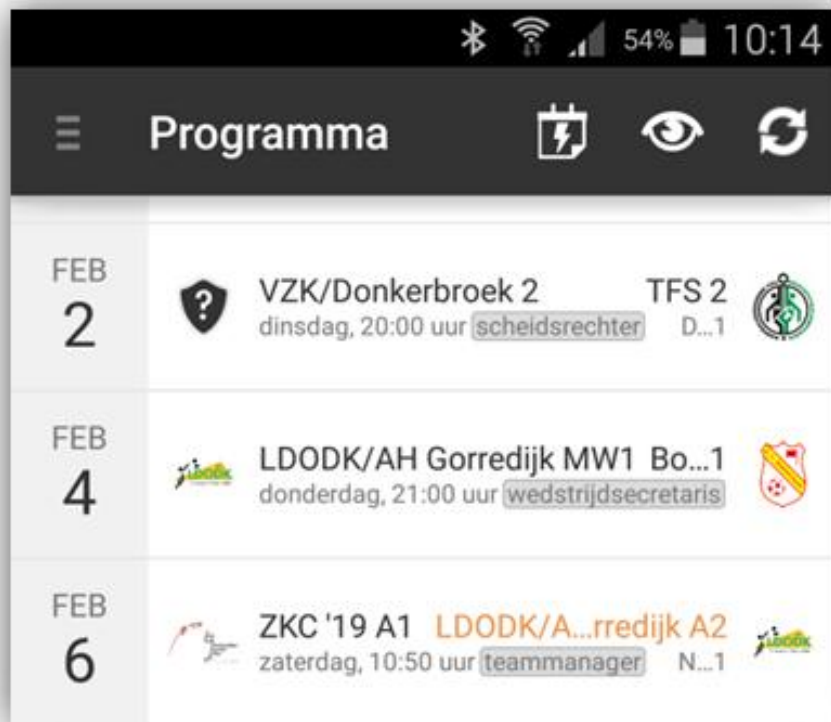 54% 10:14
Programma
FEB
2
VZK/Donkerbroek 2 TFS 2
dinsdag, 20:00 uur scheidsrechter D...1
FEB
4
LDODK/AH Gorredijk MW1 Bo...1
donderdag, 21:00 uur wedstrijdsecretaris
FEB
6
ZKC '19 A1 LDODK/A...rredijk A2
zaterdag, 10:50 uur teammanager N...1
LDODK
LDODK